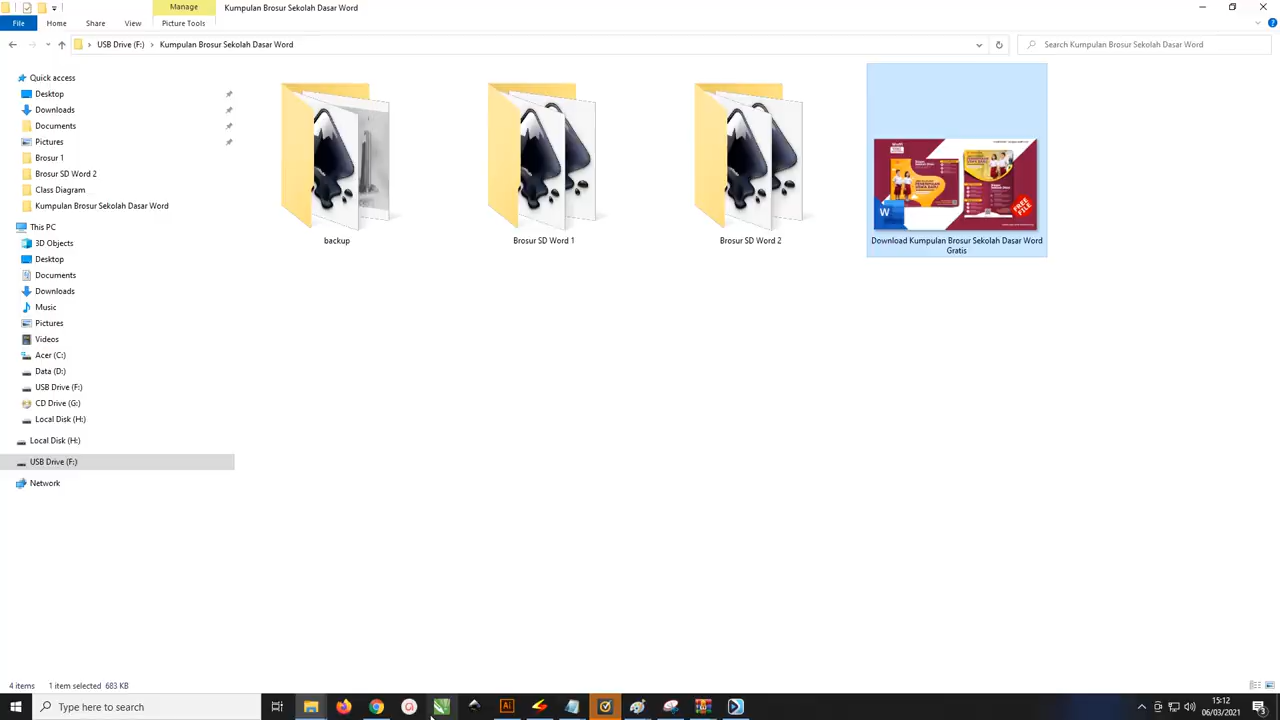 Manage
Kumpulan Brosur Sekolah Dasar Word
File
Home
Share
View
Picture Tools
USB Drive (F:)
Kumpulan Brosur Sekolah Dasar Word
Search Kumpulan Brosur Sekolah Dasar Word
Quick access
Desktop
Downloads
Documents
Pictures
Brosur 1
Brosur SD Word 2
Class Diagram
Kumpulan Brosur Sekolah Dasar Word
This PC
3D Objects
Desktop
Documents
Downloads
Music
Pictures
Videos
Acer (C:)
Data (D:)
USB Drive (F:)
CD Drive (G:)
Local Disk (H:)
Local Disk (H:)
USB Drive (F:)
Network
backup
Brosur SD Word 1
Brosur SD Word 2
W
FREE
FILE
Download Kumpulan Brosur Sekolah Dasar Word
Gratis
4 items
1 item selected 683 KB
Type here to search
Ai
15:12
06/03/2021